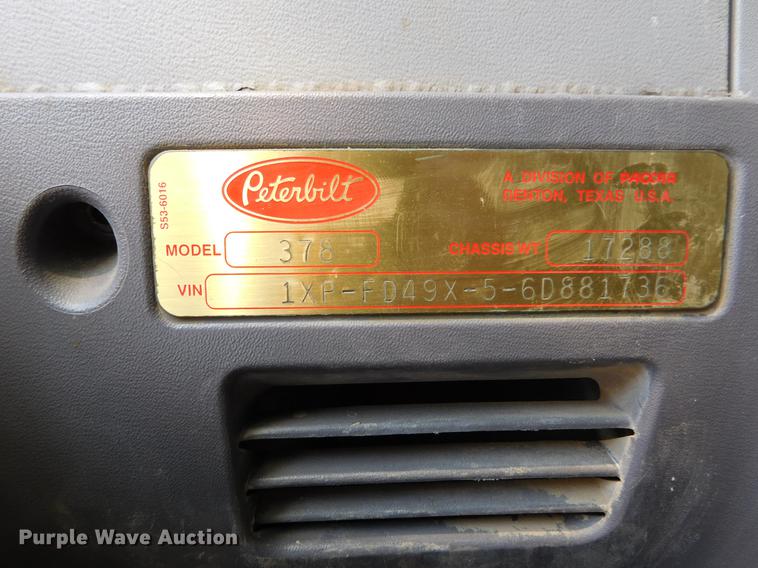 Peterbilt
A DIVISION OF PACCAR
DENTON, TEXAS U.S.A.
S53-6016
MODEL 378 CHASSIS WT 17288
VIN 1XP-FD49X-5-6D881736
Purple Wave Auction